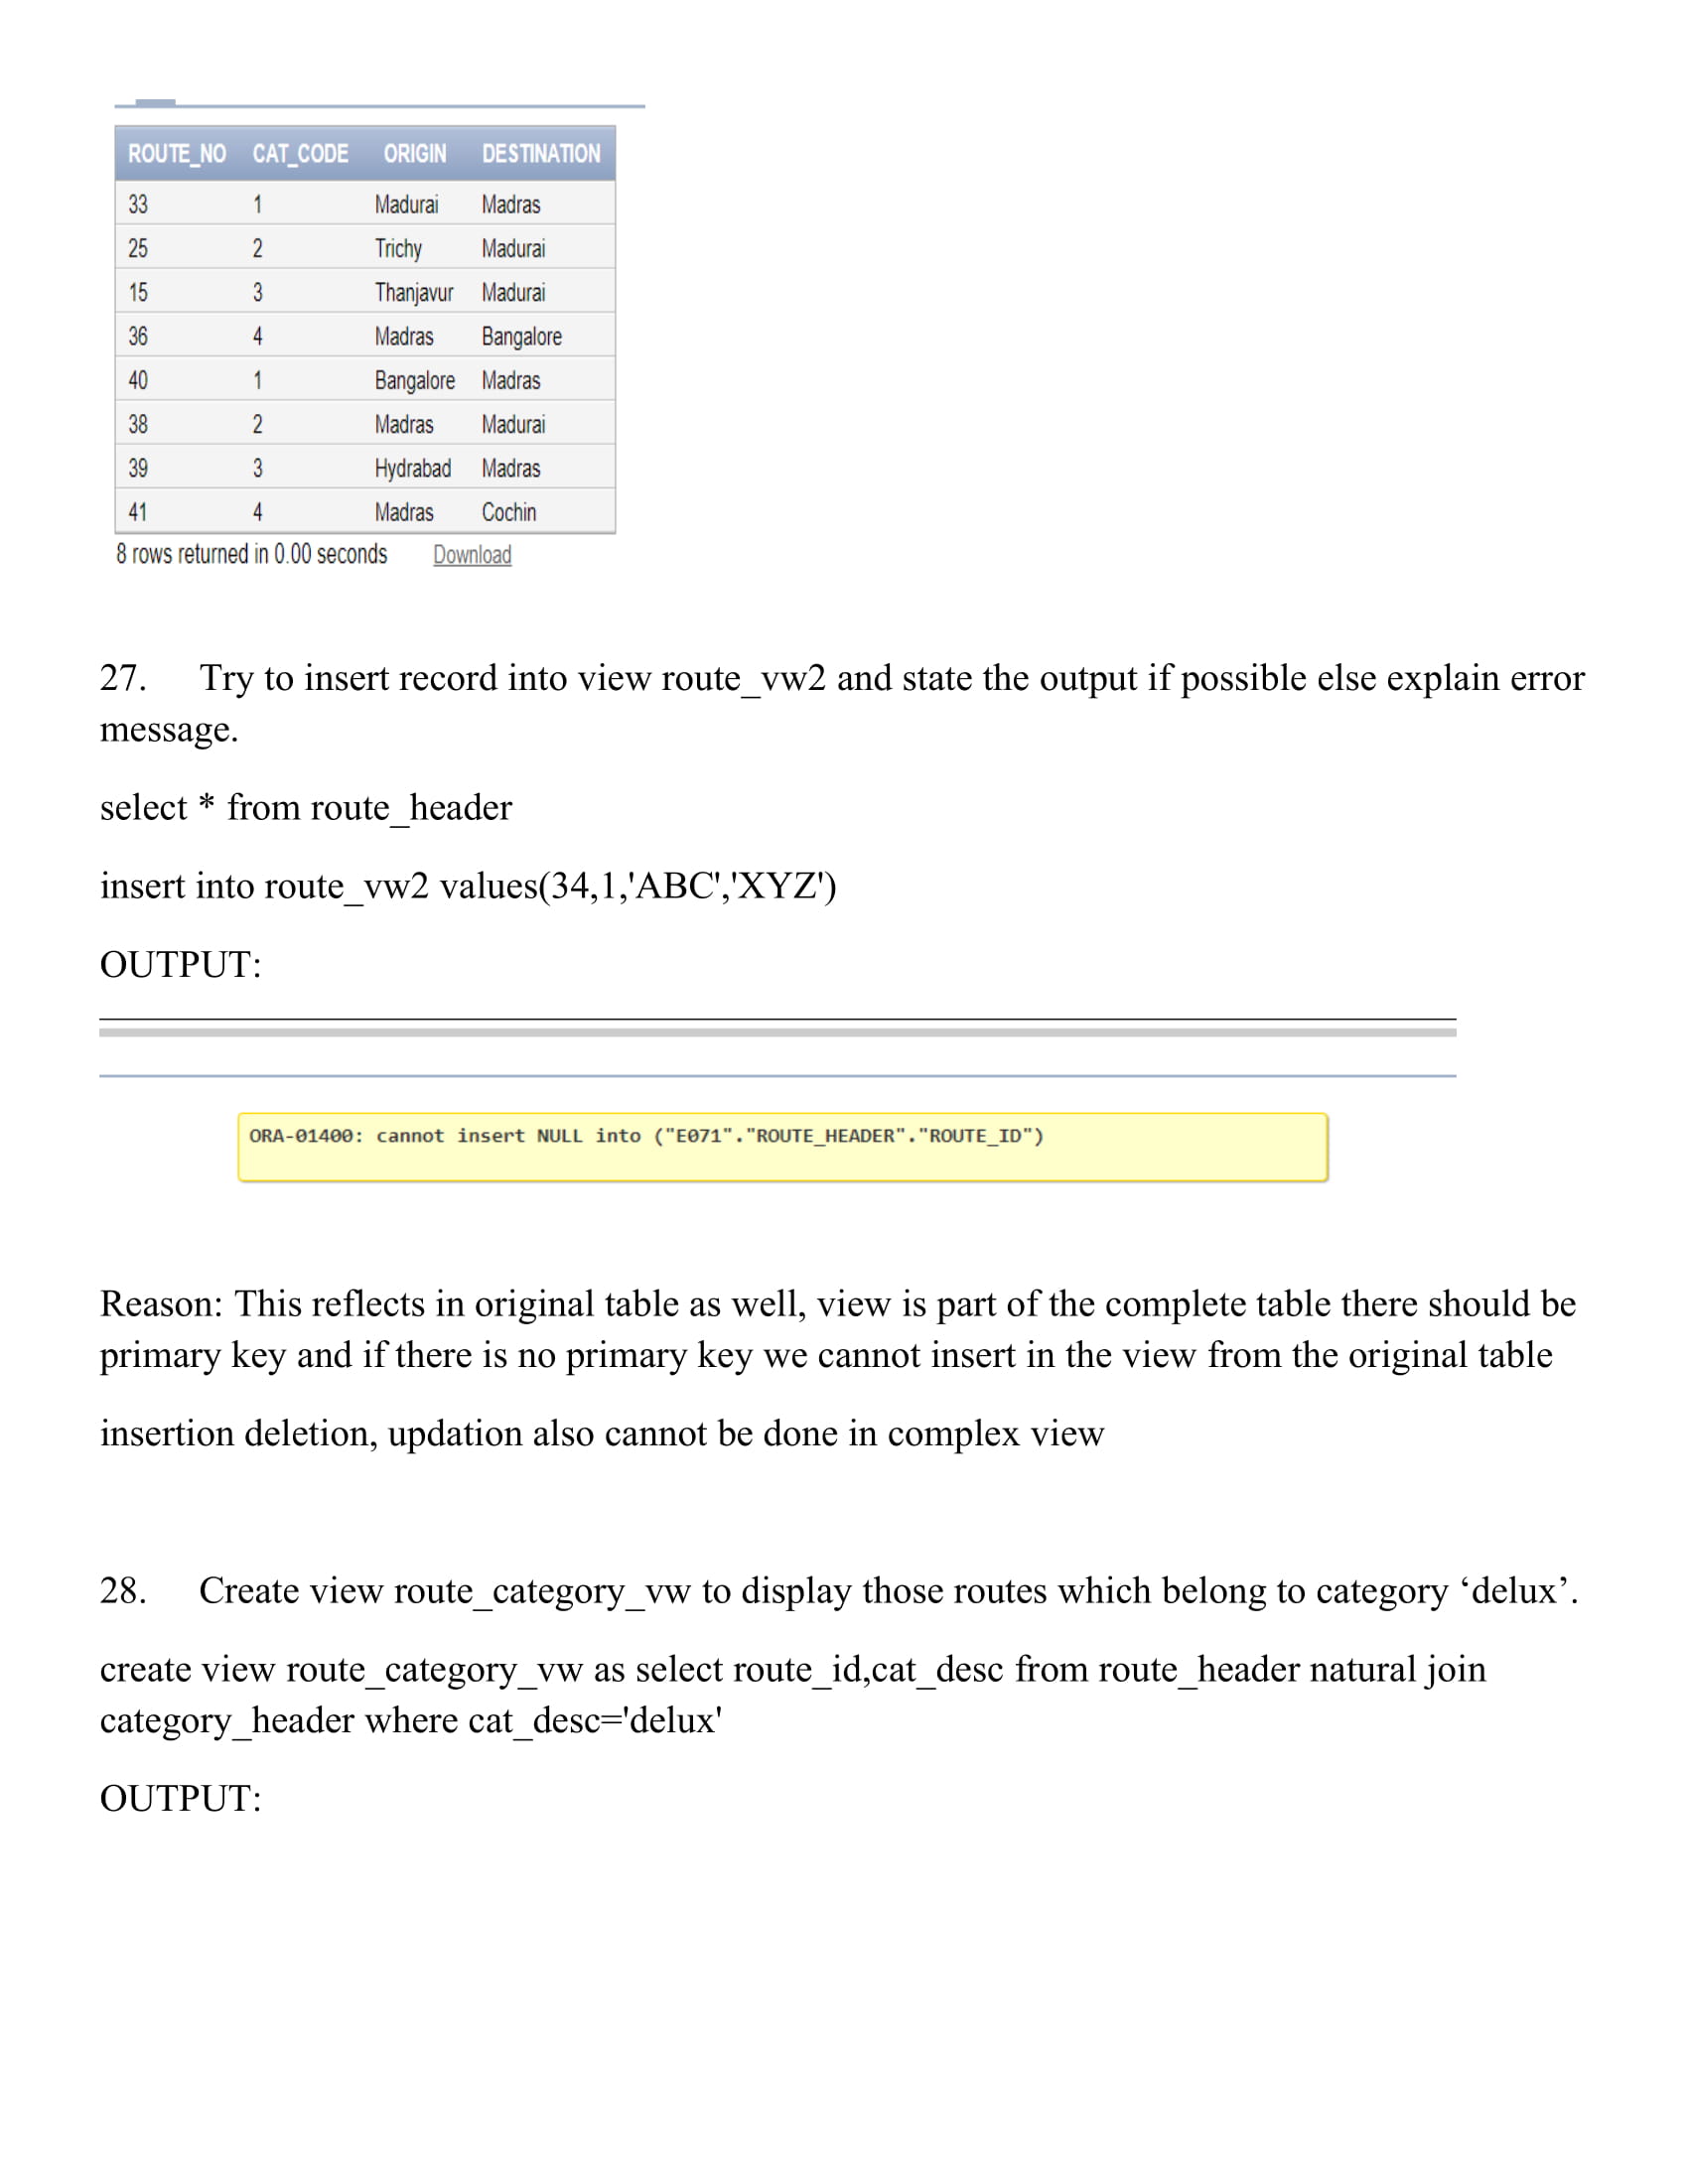 ROUTE_NO CAT_CODE ORIGIN DESTINATION
33 1 Madurai Madras
25 2 Trichy Madurai
15 3 Thanjavur Madurai
36 4 Madras Bangalore
40 1 Bangalore Madras
38 2 Madras Madurai
39 3 Hydrabad Madras
41 4 Madras Cochin
8 rows returned in 0.00 seconds Download
27. Try to insert record into view route_vw2 and state the output if possible else explain error
message.
select * from route_header
insert into route_vw2 values(34,1,'ABC','XYZ')
OUTPUT:
ORA-01400: cannot insert NULL into ("E071"."ROUTE_HEADER"."ROUTE_ID")
Reason: This reflects in original table as well, view is part of the complete table there should be
primary key and if there is no primary key we cannot insert in the view from the original table
insertion deletion, updation also cannot be done in complex view
28. Create view route_category_vw to display those routes which belong to category ‘delux’.
create view route_category_vw as select route_id,cat_desc from route_header natural join
category_header where cat_desc='delux'
OUTPUT: